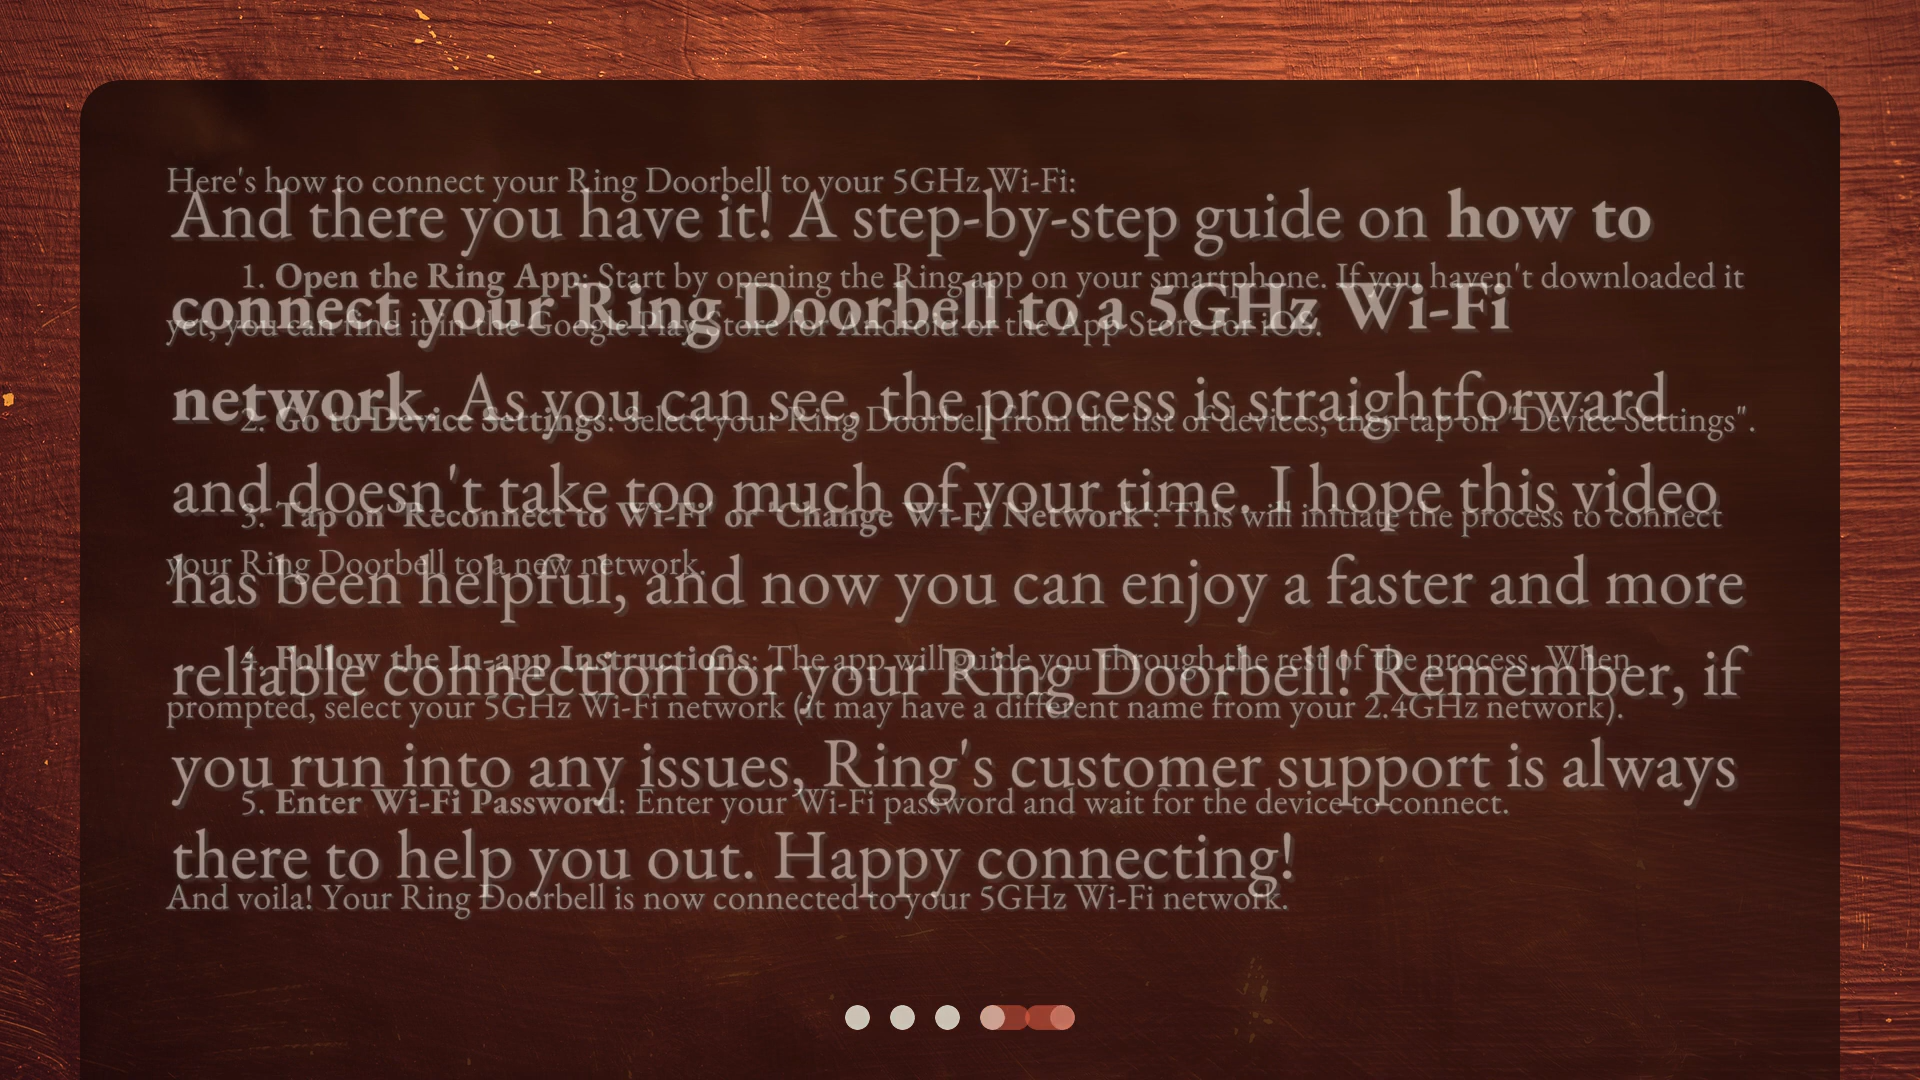 Here's how to connect your Ring Doorbell to your 5GHz Wi-Fi:
1. Open the Ring App: Start by opening the Ring app on your smartphone. If you haven't downloaded it
yet, you can find it in the Google Play Store for Android or the App Store for iOS.
2. Go to Device Settings: Select your Ring Doorbell from the list of devices, then tap on "Device Settings".
3. Tap on "Reconnect to Wi-Fi" or "Change Wi-Fi Network": This will initiate the process to connect
your Ring Doorbell to a new network.
4. Follow the In-app Instructions: The app will guide you through the rest of the process. When
prompted, select your 5GHz Wi-Fi network (it may have a different name from your 2.4GHz network).
5. Enter Wi-Fi Password: Enter your Wi-Fi password and wait for the device to connect.
And voila! Your Ring Doorbell is now connected to your 5GHz Wi-Fi network.
And there you have it! A step-by-step guide on how to
connect your Ring Doorbell to a 5GHz Wi-Fi
network. As you can see, the process is straightforward
and doesn't take too much of your time. I hope this video
has been helpful, and now you can enjoy a faster and more
reliable connection for your Ring Doorbell! Remember, if
you run into any issues, Ring's customer support is always
there to help you out. Happy connecting!